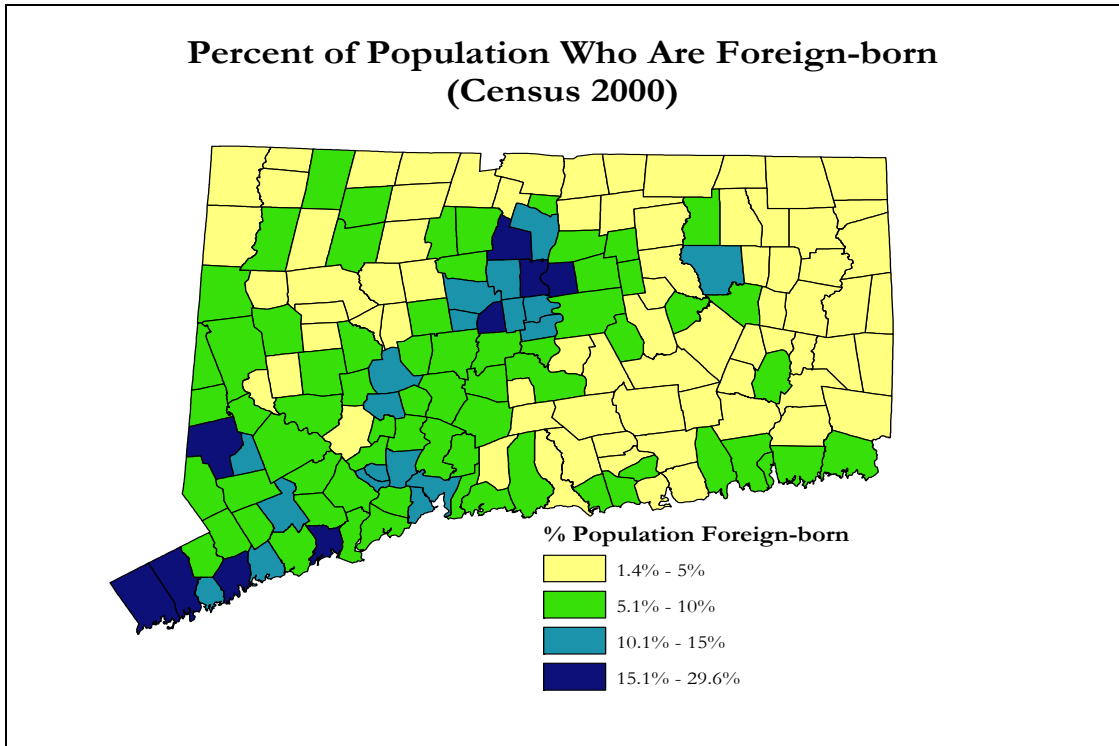 Percent of Population Who Are Foreign-born
(Census 2000)
% Population Foreign-born
1.4% - 5%
5.1% - 10%
10.1% - 15%
15.1% - 29.6%